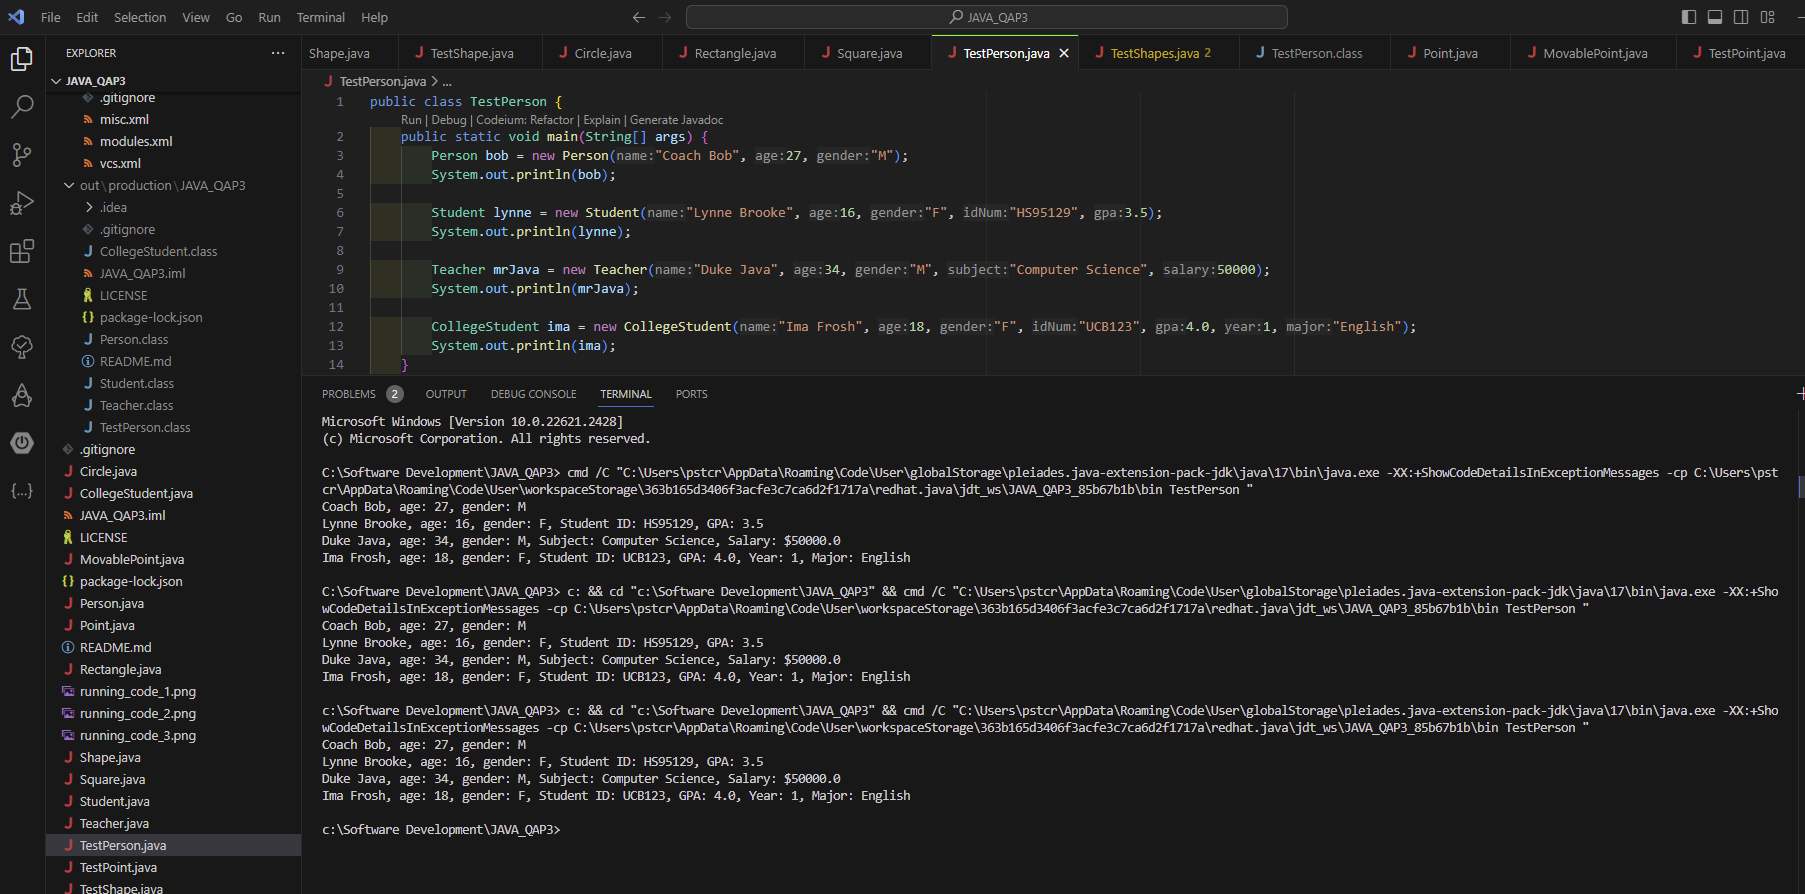 File Edit Selection View Go Run Terminal Help
JAVA_QAP3
EXPLORER
JAVA_QAP3
.gitignore
misc.xml
modules.xml
vcs.xml
out\production\JAVA_QAP3
.idea
.gitignore
CollegeStudent.class
JAVA_QAP3.iml
LICENSE
package-lock.json
Person.class
README.md
Student.class
Teacher.class
TestPerson.class
.gitignore
Circle.java
CollegeStudent.java
JAVA_QAP3.iml
LICENSE
MovablePoint.java
package-lock.json
Person.java
Point.java
README.md
Rectangle.java
running_code_1.png
running_code_2.png
running_code_3.png
Shape.java
Square.java
Student.java
Teacher.java
TestPerson.java
TestPoint.java
TestShape.java
Shape.java TestShape.java Circle.java Rectangle.java Square.java TestPerson.java TestShapes.java 2 TestPerson.class Point.java MovablePoint.java TestPoint.java
TestPerson.java > ...
1 public class TestPerson {
Run | Debug | Codeium: Refactor | Explain | Generate Javadoc
2 public static void main(String[] args) {
3 Person bob = new Person(name:"Coach Bob", age:27, gender:"M");
4 System.out.println(bob);
5
6 Student lynne = new Student(name:"Lynne Brooke", age:16, gender:"F", idNum:"HS95129", gpa:3.5);
7 System.out.println(lynne);
8
9 Teacher mrJava = new Teacher(name:"Duke Java", age:34, gender:"M", subject:"Computer Science", salary:50000);
10 System.out.println(mrJava);
11
12 CollegeStudent ima = new CollegeStudent(name:"Ima Frosh", age:18, gender:"F", idNum:"UCB123", gpa:4.0, year:1, major:"English");
13 System.out.println(ima);
14 }
PROBLEMS 2 OUTPUT DEBUG CONSOLE TERMINAL PORTS
Microsoft Windows [Version 10.0.22621.2428]
(c) Microsoft Corporation. All rights reserved.
C:\Software Development\JAVA_QAP3> cmd /C "C:\Users\pstcr\AppData\Roaming\Code\User\globalStorage\pleiades.java-extension-pack-jdk\java\17\bin\java.exe -XX:+ShowCodeDetailsInExceptionMessages -cp C:\Users\pst
cr\AppData\Roaming\Code\User\workspaceStorage\363b165d3406f3acfe3c7ca6d2f1717a\redhat.java\jdt_ws\JAVA_QAP3_85b67b1b\bin TestPerson "
Coach Bob, age: 27, gender: M
Lynne Brooke, age: 16, gender: F, Student ID: HS95129, GPA: 3.5
Duke Java, age: 34, gender: M, Subject: Computer Science, Salary: $50000.0
Ima Frosh, age: 18, gender: F, Student ID: UCB123, GPA: 4.0, Year: 1, Major: English
C:\Software Development\JAVA_QAP3> c: && cd "c:\Software Development\JAVA_QAP3" && cmd /C "C:\Users\pstcr\AppData\Roaming\Code\User\globalStorage\pleiades.java-extension-pack-jdk\java\17\bin\java.exe -XX:+Sho
wCodeDetailsInExceptionMessages -cp C:\Users\pstcr\AppData\Roaming\Code\User\workspaceStorage\363b165d3406f3acfe3c7ca6d2f1717a\redhat.java\jdt_ws\JAVA_QAP3_85b67b1b\bin TestPerson "
Coach Bob, age: 27, gender: M
Lynne Brooke, age: 16, gender: F, Student ID: HS95129, GPA: 3.5
Duke Java, age: 34, gender: M, Subject: Computer Science, Salary: $50000.0
Ima Frosh, age: 18, gender: F, Student ID: UCB123, GPA: 4.0, Year: 1, Major: English
c:\Software Development\JAVA_QAP3> c: && cd "c:\Software Development\JAVA_QAP3" && cmd /C "C:\Users\pstcr\AppData\Roaming\Code\User\globalStorage\pleiades.java-extension-pack-jdk\java\17\bin\java.exe -XX:+Sho
wCodeDetailsInExceptionMessages -cp C:\Users\pstcr\AppData\Roaming\Code\User\workspaceStorage\363b165d3406f3acfe3c7ca6d2f1717a\redhat.java\jdt_ws\JAVA_QAP3_85b67b1b\bin TestPerson "
Coach Bob, age: 27, gender: M
Lynne Brooke, age: 16, gender: F, Student ID: HS95129, GPA: 3.5
Duke Java, age: 34, gender: M, Subject: Computer Science, Salary: $50000.0
Ima Frosh, age: 18, gender: F, Student ID: UCB123, GPA: 4.0, Year: 1, Major: English
c:\Software Development\JAVA_QAP3>